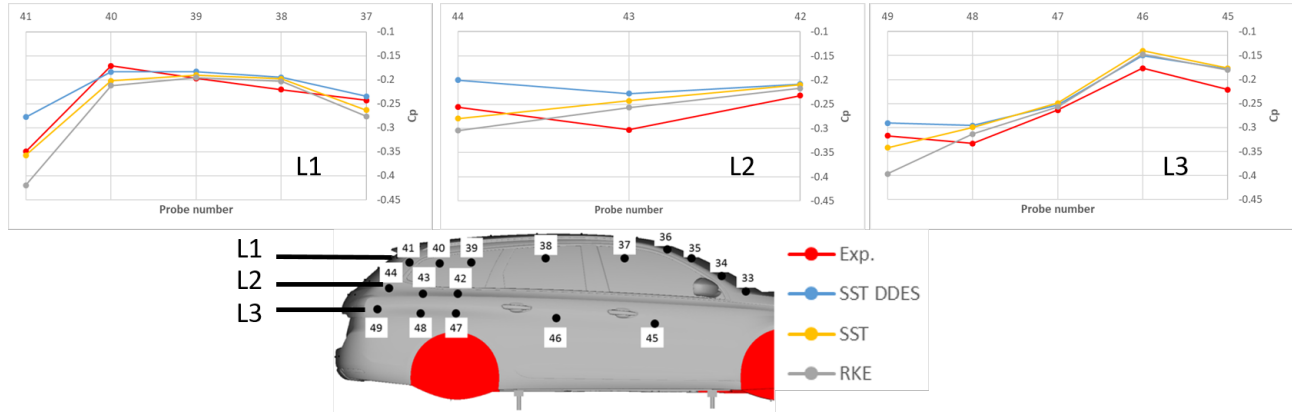 41 40 39 38 37
-0.1
-0.15
-0.2
-0.25
-0.3
-0.35
-0.4
-0.45
Cp
L1
Probe number
44 43 42
-0.1
-0.15
-0.2
-0.25
-0.3
-0.35
-0.4
-0.45
Cp
L2
Probe number
49 48 47 46 45
-0.1
-0.15
-0.2
-0.25
-0.3
-0.35
-0.4
-0.45
Cp
L3
Probe number
L1
L2
L3
41 40 39 38 37 36 35
44 43 42 34 33
49 48 47 46 45
Exp.
SST DDES
SST
RKE